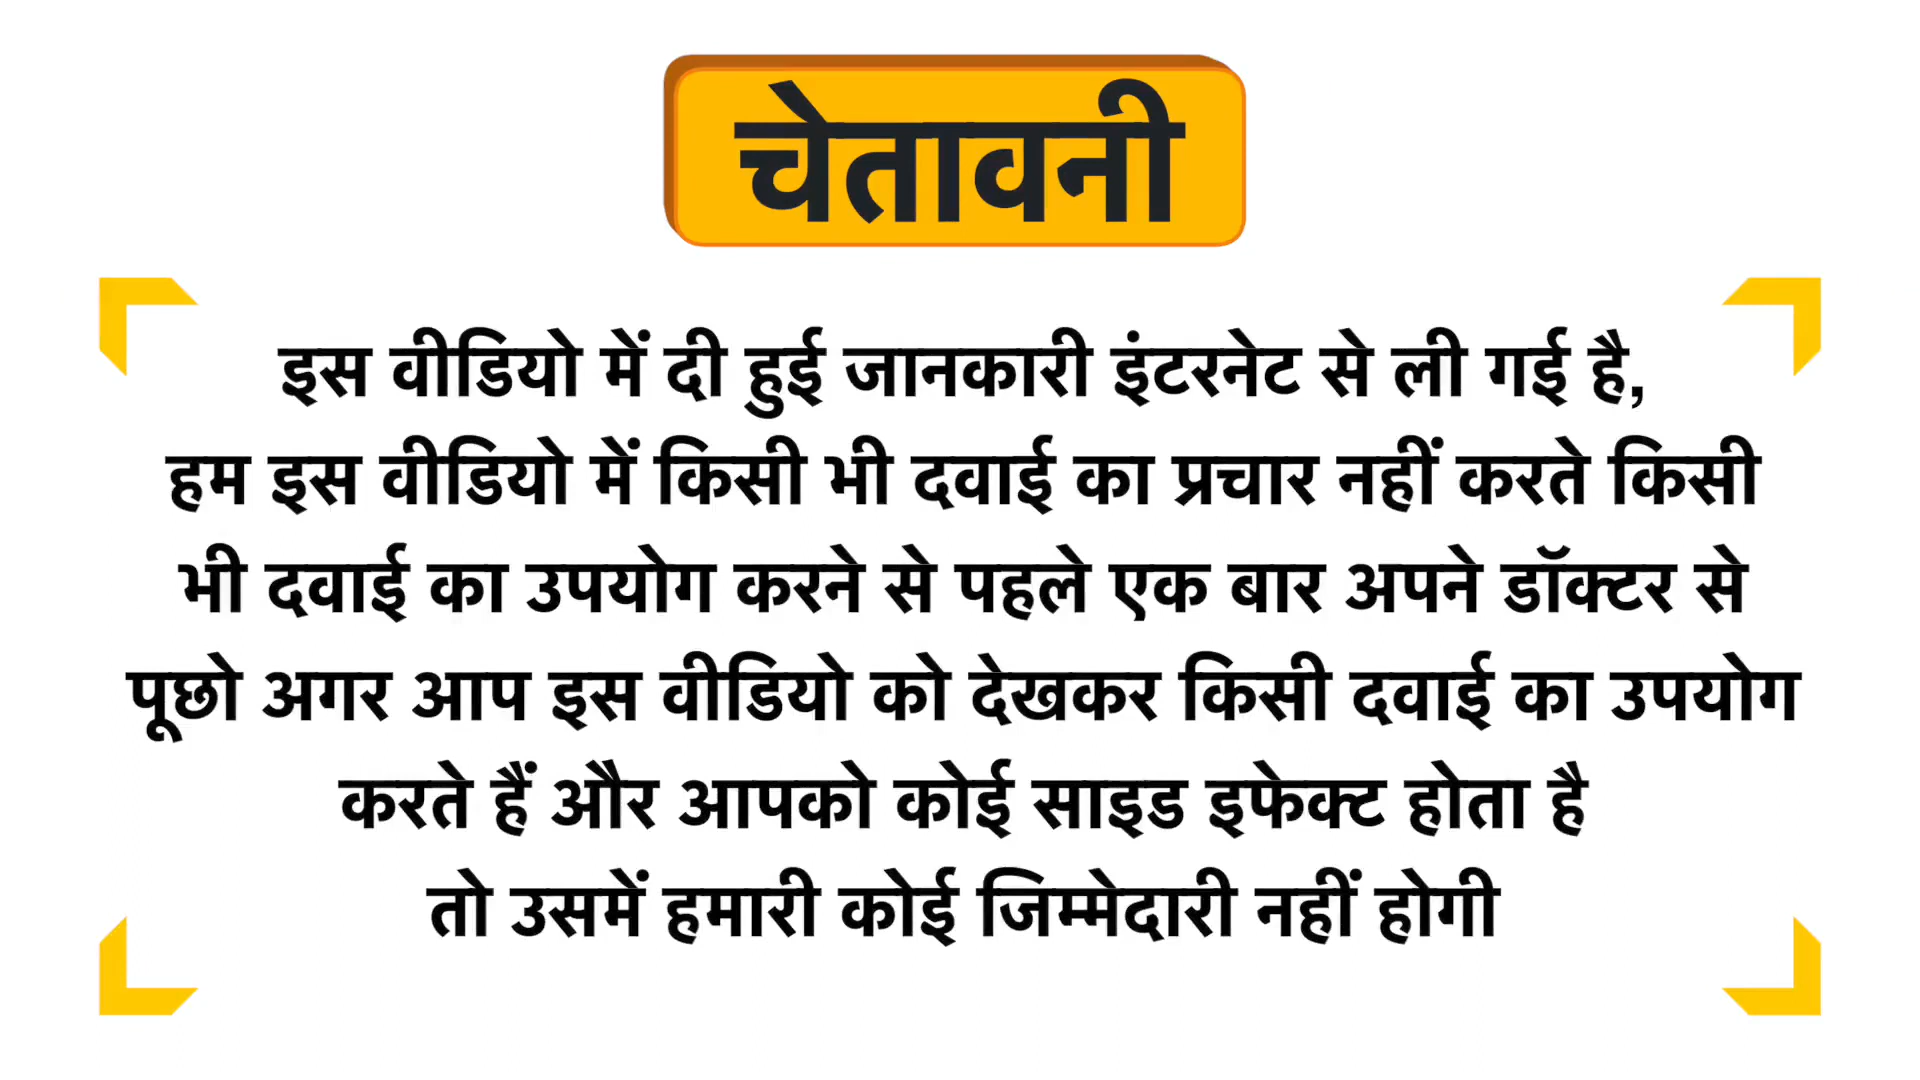 चेतावनी
इस वीडियो में दी हुई जानकारी इंटरनेट से ली गई है,
हम इस वीडियो में किसी भी दवाई का प्रचार नहीं करते किसी
भी दवाई का उपयोग करने से पहले एक बार अपने डॉक्टर से
पूछो अगर आप इस वीडियो को देखकर किसी दवाई का उपयोग
करते हैं और आपको कोई साइड इफेक्ट होता है
तो उसमें हमारी कोई जिम्मेदारी नहीं होगी